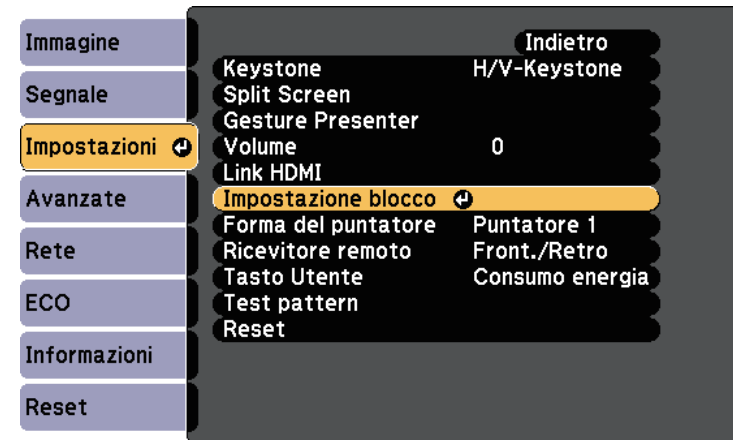 Immagine
Segnale
Impostazioni
Avanzate
Rete
ECO
Informazioni
Reset
Indietro
Keystone H/V-Keystone
Split Screen
Gesture Presenter
Volume 0
Link HDMI
Impostazione blocco
Forma del puntatore Puntatore 1
Ricevitore remoto Front./Retro
Tasto Utente Consumo energia
Test pattern
Reset